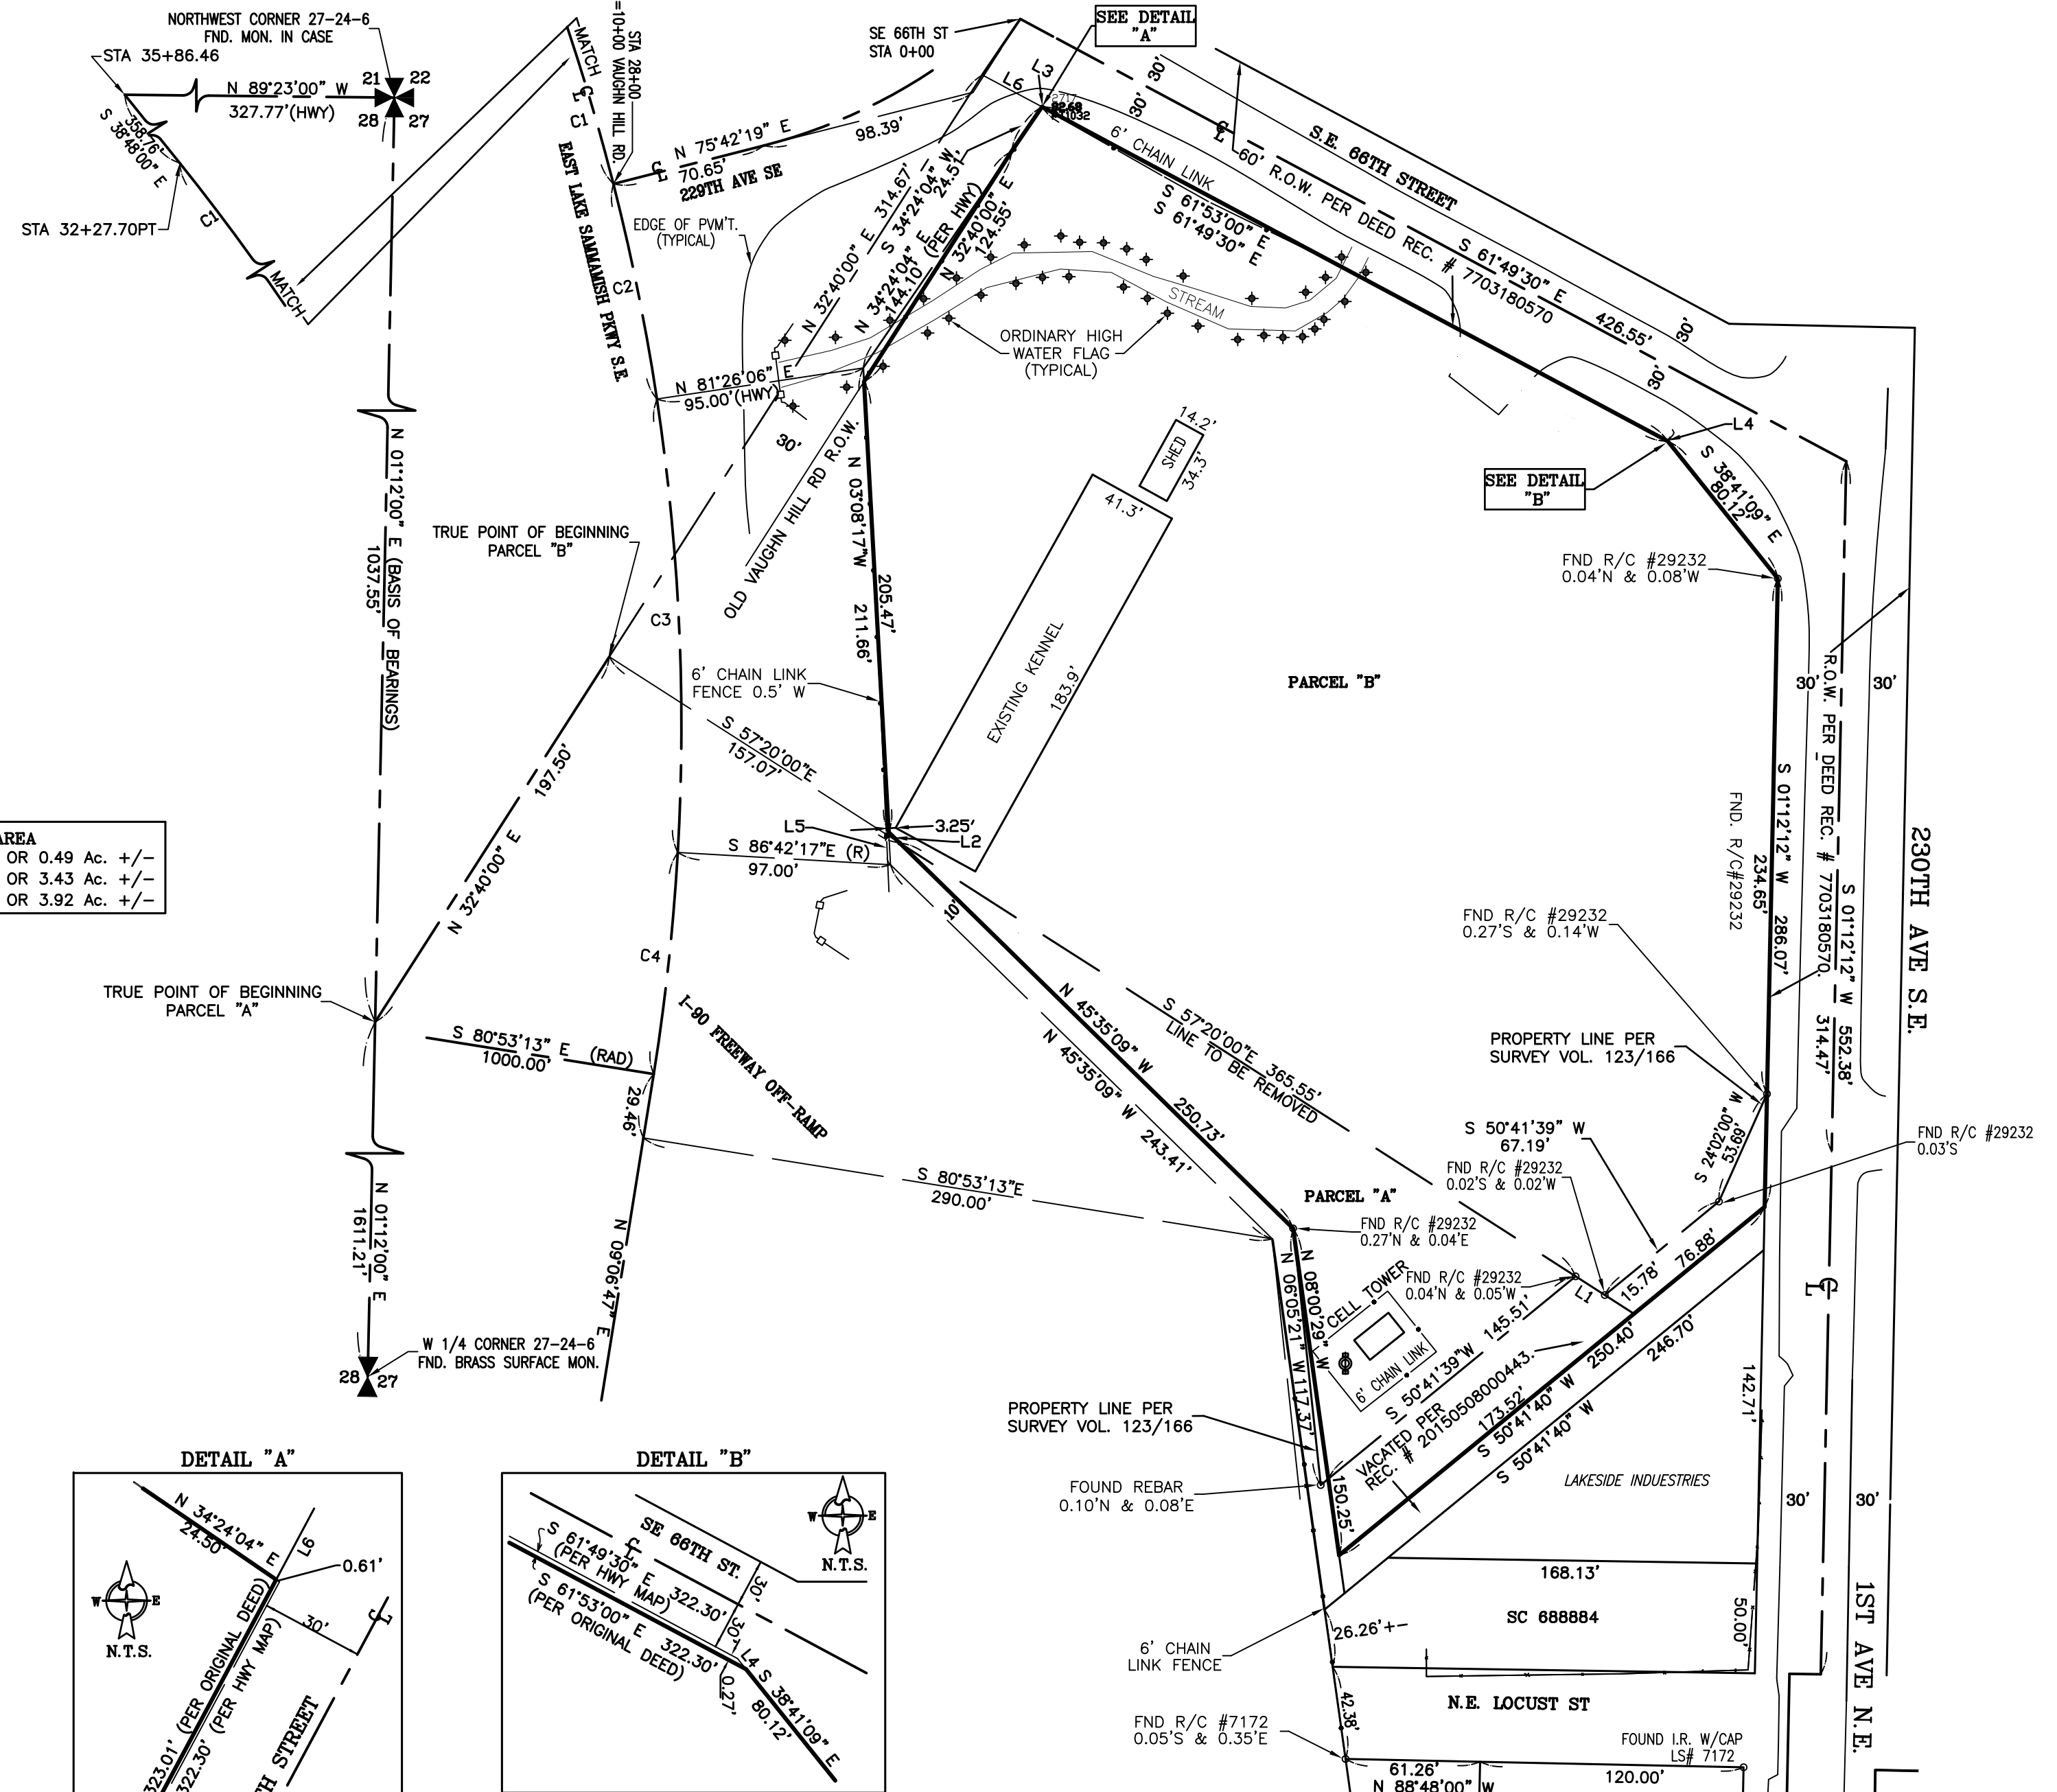 NORTHWEST CORNER 27-24-6
FND. MON. IN CASE
STA 35+86.46
N 89°23'00" W
327.77'(HWY)
21
22
28
27
358.76'
S 38°48'00" E
C1
STA 32+27.70PT
MATCH
MATCH
C1
STA 28+00
=10+00 VAUGHN HILL RD.
SE 66TH ST
STA 0+00
SEE DETAIL
"A"
L3
L6
30'
30'
S.E. 66TH STREET
60' R.O.W. PER DEED REC. # 7703180570
S 61°49'30" E
426.55'
30'
30'
N 75°42'19" E
70.65'
98.39'
229TH AVE SE
EAST LAKE SAMMAMISH PKWY S.E.
EDGE OF PVM'T.
(TYPICAL)
N 32°40'00" E 314.67'
S 34°24'04" W
24.51'
N 34°24'04" E
144.10' (PER HWY)
N 32°40'00" E
124.55'
6' CHAIN LINK
S 61°53'00" E
S 61°49'30" E
STREAM
ORDINARY HIGH
WATER FLAG
(TYPICAL)
C2
N 81°26'06" E
95.00'(HWY)
30'
OLD VAUGHN HILL RD R.O.W.
14.2'
SHED
34.3'
41.3'
EXISTING KENNEL
183.9'
L4
SEE DETAIL
"B"
S 38°41'09" E
80.12'
FND R/C #29232
0.04'N & 0.08'W
N 03°08'17"W
205.47'
211.66'
TRUE POINT OF BEGINNING
PARCEL "B"
N 01°12'00" E (BASIS OF BEARINGS)
1037.55'
C3
6' CHAIN LINK
FENCE 0.5' W
PARCEL "B"
30'
30'
R.O.W. PER DEED REC. # 7703180570.
S 57°20'00"E
157.07'
197.50'
N 32°40'00" E
L5
3.25'
L2
S 86°42'17"E (R)
97.00'
10'
S 01°12'12" W
234.65'
286.07'
FND. R/C#29232
230TH AVE S.E.
S 01°12'12" W 552.38'
314.47'
AREA
OR 0.49 Ac. +/-
OR 3.43 Ac. +/-
OR 3.92 Ac. +/-
FND R/C #29232
0.27'S & 0.14'W
C4
TRUE POINT OF BEGINNING
PARCEL "A"
I-90 FREEWAY OFF-RAMP
S 80°53'13" E (RAD)
1000.00'
29.46'
N 45°35'09" W
250.73'
N 45°35'09" W 243.41'
S 57°20'00"E 365.55'
LINE TO BE REMOVED
PROPERTY LINE PER
SURVEY VOL. 123/166
S 50°41'39" W
67.19'
S 24°02'00" W
53.69'
FND R/C #29232
0.03'S
FND R/C #29232
0.02'S & 0.02'W
S 80°53'13"E
290.00'
PARCEL "A"
FND R/C #29232
0.27'N & 0.04'E
N 01°12'00" E
1611.21'
N 09°06'47" E
76.88'
15.78'
L1
FND R/C #29232
0.04'N & 0.05'W
CELL TOWER
6' CHAIN LINK
N 06°05'21" W 117.37'
N 08°00'29" W
150.25'
S 50°41'39"W 145.51'
VACATED PER
REC. # 20150508000443.
173.52'
250.40'
S 50°41'40" W
246.70'
S 50°41'40" W
142.71'
W 1/4 CORNER 27-24-6
FND. BRASS SURFACE MON.
28
27
PROPERTY LINE PER
SURVEY VOL. 123/166
FOUND REBAR
0.10'N & 0.08'E
LAKESIDE INDUESTRIES
30'
30'
168.13'
SC 688884
50.00'
1ST AVE N.E.
26.26'+-
6' CHAIN
LINK FENCE
N.E. LOCUST ST
42.38'
FND R/C #7172
0.05'S & 0.35'E
FOUND I.R. W/CAP
LS# 7172
61.26'
120.00'
N 88°48'00" W
DETAIL "A"
N 34°24'04" E
24.50'
L6
0.61'
30'
W
E
N.T.S.
323.01' (PER ORIGINAL DEED)
322.30' (PER HWY MAP)
TH STREET
DETAIL "B"
W
E
N.T.S.
SE 66TH ST.
S 61°49'30" E 322.30'
(PER HWY MAP)
S 61°53'00" E 322.30'
(PER ORIGINAL DEED)
30'
30'
L4
0.27'
S 38°41'09" E
80.12'